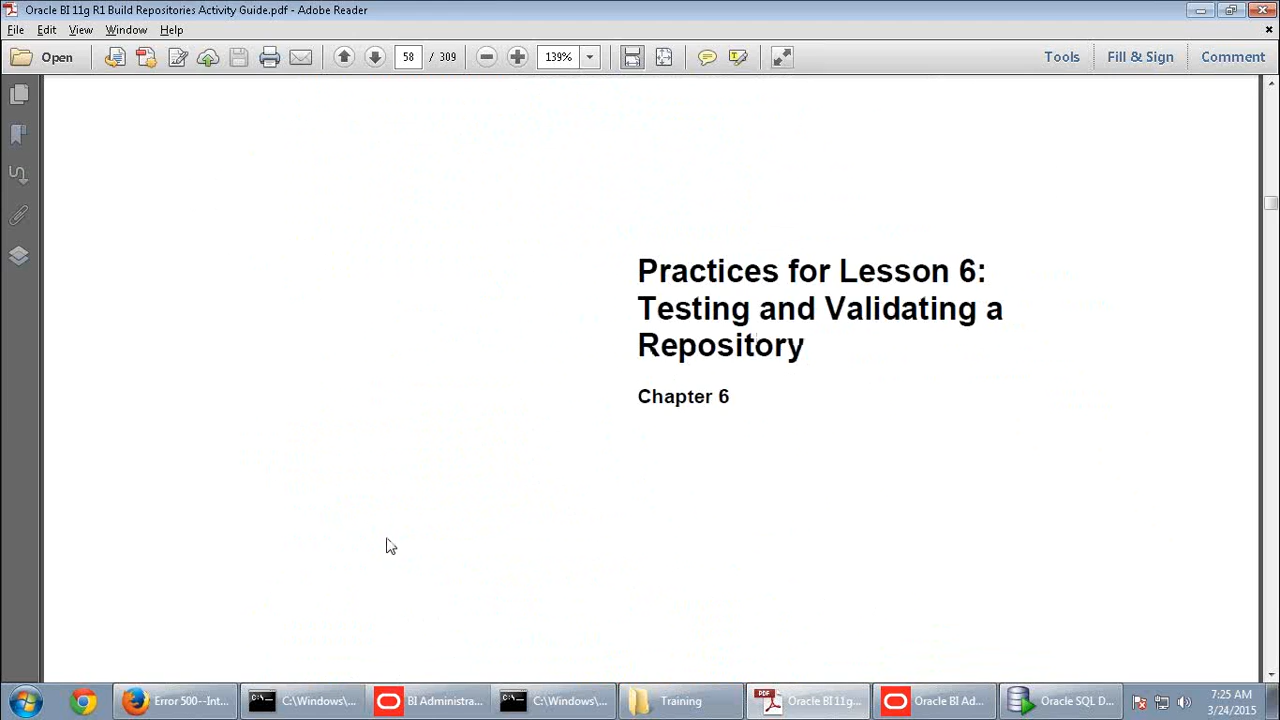 Oracle BI 11g R1 Build Repositories Activity Guide.pdf - Adobe Reader
File Edit View Window Help
Open 58 / 309 139% Tools Fill & Sign Comment
Practices for Lesson 6:
Testing and Validating a
Repository
Chapter 6
Error 500--Int... C:\Windows\... BI Administra... C:\Windows\... Training Oracle BI 11g... Oracle BI Ad... Oracle SQL D...
7:25 AM
3/24/2015